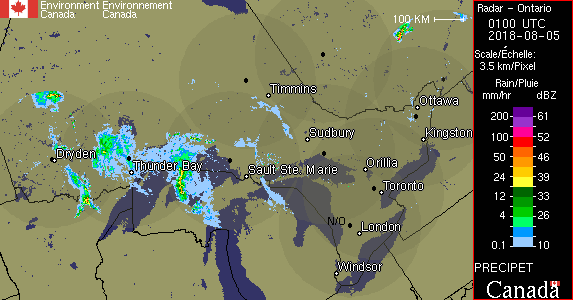 Environment Environnement
Canada Canada
100 KM
Timmins
Ottawa
Sudbury
Kingston
Dryden
Thunder Bay
Sault Ste. Marie
Orillia
Toronto
N/O
London
Windsor
Radar - Ontario
0100 UTC
2018-08-05
Scale/Échelle:
3.5 km/Pixel
Rain/Pluie
mm/hr dBZ
200 61
100 52
50 46
24 39
12 33
4 26
0.1 10
PRECIPET
Canada